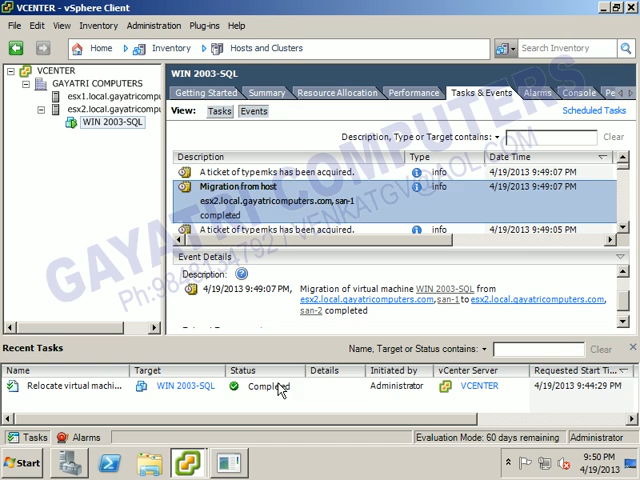 VCENTER - vSphere Client
File Edit View Inventory Administration Plug-ins Help
Home Inventory Hosts and Clusters Search Inventory
VCENTER
GAYATRI COMPUTERS
esx1.local.gayatricompu
esx2.local.gayatricompu
WIN 2003-SQL
WIN 2003-SQL
Getting Started Summary Resource Allocation Performance Tasks & Events Alarms Console Pe
View: Tasks Events Scheduled Tasks
Description, Type or Target contains: Clear
Description Type Date Time
A ticket of typemks has been acquired. info 4/19/2013 9:49:07 PM
Migration from host info 4/19/2013 9:49:07 PM
esx2.local.gayatricomputers.com, san-1
completed
A ticket of typemks has been acquired. info 4/19/2013 9:49:05 PM
Event Details
Description:
4/19/2013 9:49:07 PM, Migration of virtual machine WIN 2003-SQL from
esx2.local.gayatricomputers.com, san-1 to esx2.local.gayatricomputers.com,
san-2 completed
Recent Tasks Name, Target or Status contains: Clear
Name Target Status Details Initiated by vCenter Server Requested Start Ti...
Relocate virtual machi... WIN 2003-SQL Completed Administrator VCENTER 4/19/2013 9:44:29 PM
Tasks Alarms Evaluation Mode: 60 days remaining Administrator
Start 9:50 PM
4/19/2013
GAYATRI COMPUTERS